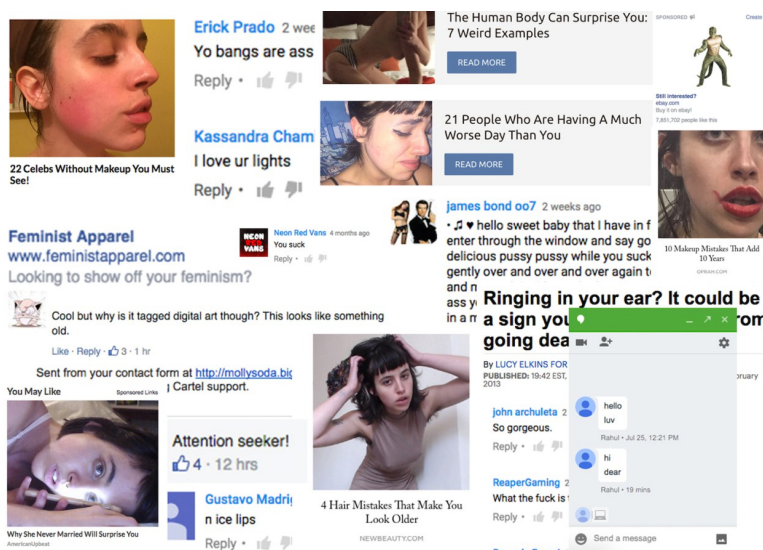 Erick Prado 2 wee
Yo bangs are ass
Reply •
Kassandra Cham
I love ur lights
Reply •
22 Celebs Without Makeup You Must
See!
The Human Body Can Surprise You:
7 Weird Examples
READ MORE
21 People Who Are Having A Much
Worse Day Than You
READ MORE
SPONSORED
Create
Still interested?
ebay.com
Buy it on ebay!
7,851,702 people like this
10 Makeup Mistakes That Add
10 Years
OPRAH.COM
Feminist Apparel
www.feministapparel.com
Looking to show off your feminism?
NEON
RED
VANS
Neon Red Vans 4 months ago
You suck
Reply •
james bond oo7 2 weeks ago
• ♫ ♥ hello sweet baby that I have in f
enter through the window and say go
delicious pussy pussy while you suck
gently over and over and over again t
and m
ass y
in a m
Cool but why is it tagged digital art though? This looks like something
old.
Like · Reply · 3 · 1 hr
Sent from your contact form at http://mollysoda.big
Cartel support.
Ringing in your ear? It could be
a sign you
rom
going dea
By LUCY ELKINS FOR
PUBLISHED: 19:42 EST,
bruary
2013
You May Like
Sponsored Links
Why She Never Married Will Surprise You
AmericanUpbeat
Attention seeker!
4 · 12 hrs
Gustavo Madri
n ice lips
Reply •
4 Hair Mistakes That Make You
Look Older
NEWBEAUTY.COM
john archuleta 2
So gorgeous.
Reply •
ReaperGaming 2
What the fuck is
Reply •
hello
luv
Rahul • Jul 25, 12:21 PM
hi
dear
Rahul • 19 mins
Send a message